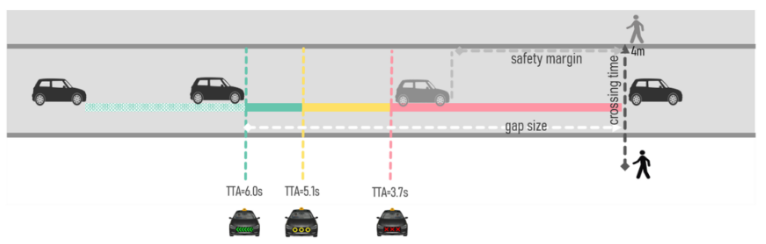 safety margin
4m
crossing time
gap size
TTA=6.0s TTA=5.1s TTA=3.7s